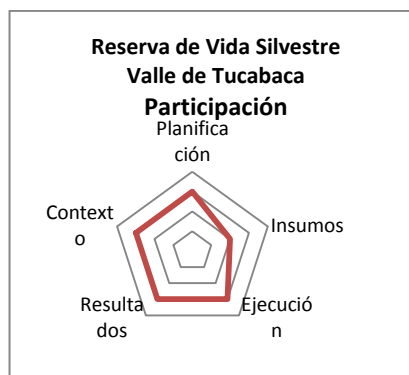 Reserva de Vida Silvestre
Valle de Tucabaca
Participación
Planifica
ción
Insumos
Ejecució
n
Resulta
dos
Context
o